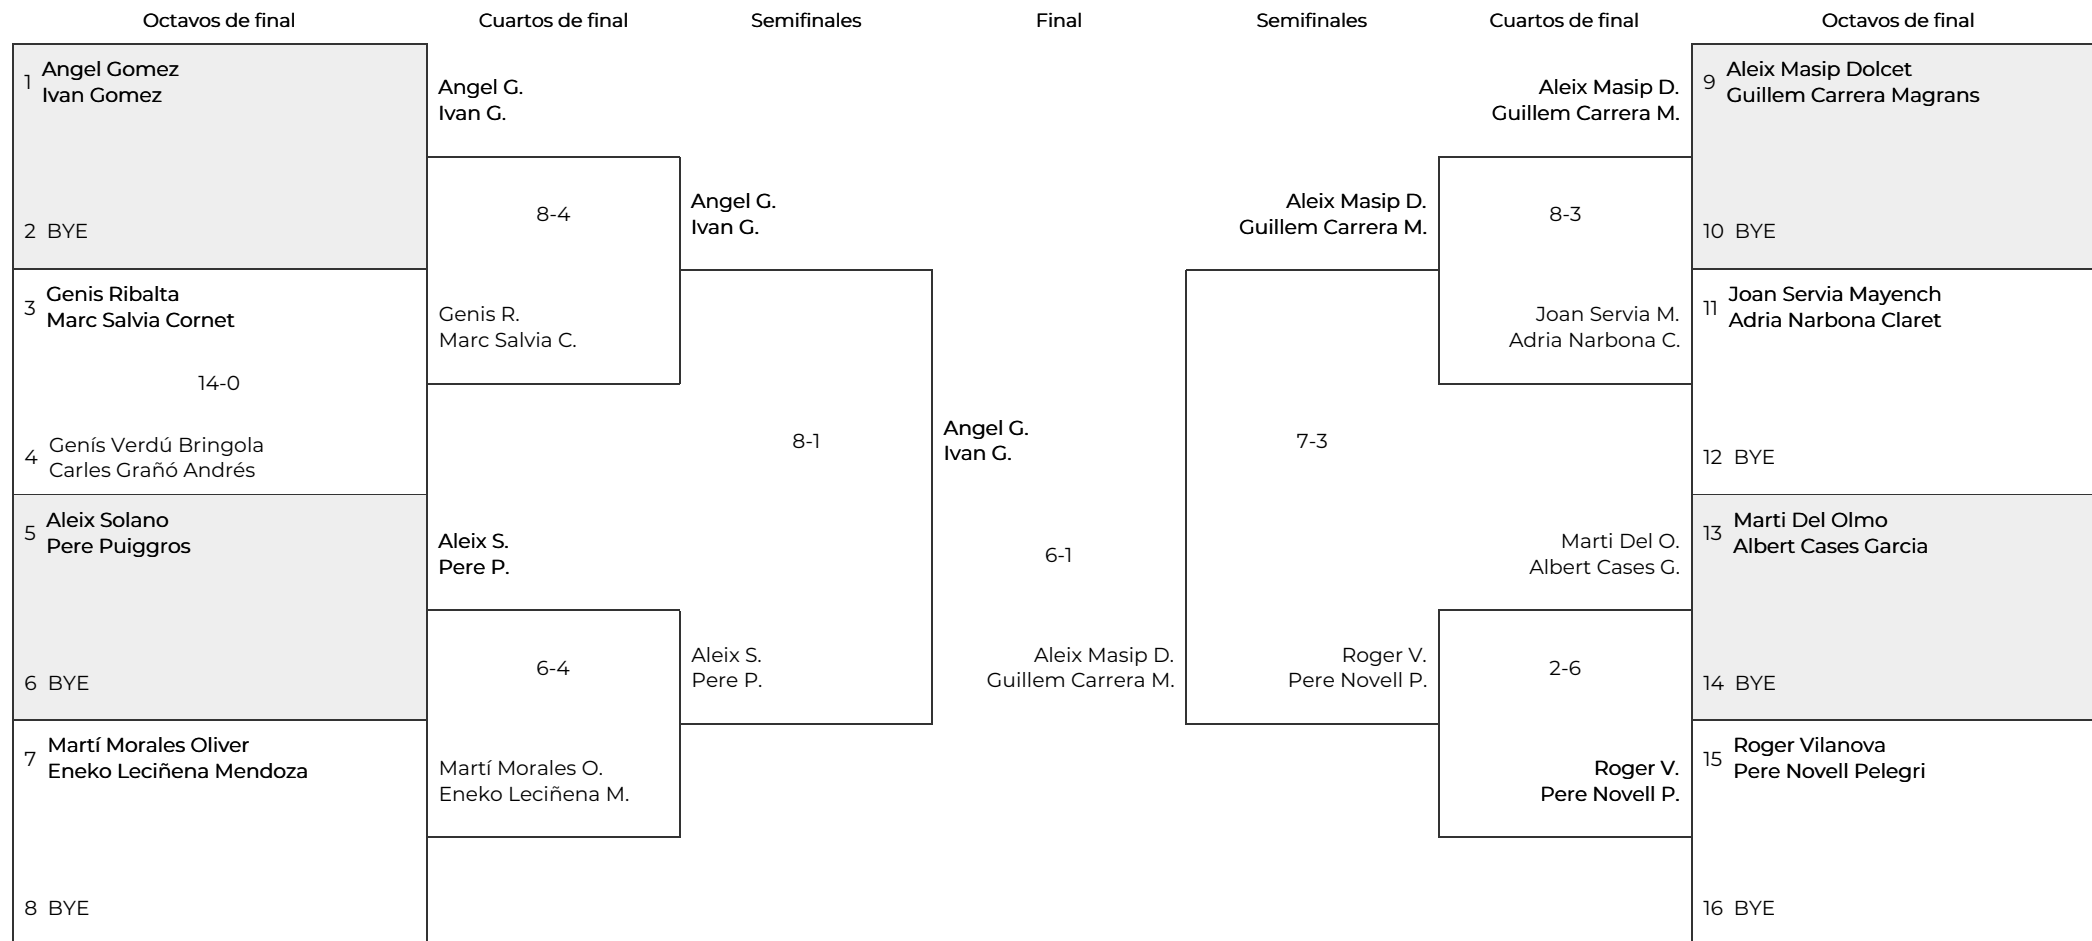 Octavos de final
Cuartos de final
Semifinales
Final
Semifinales
Cuartos de final
Octavos de final
1
Angel Gomez
Ivan Gomez
2 BYE
3
Genis Ribalta
Marc Salvia Cornet
14-0
4
Genís Verdú Bringola
Carles Grañó Andrés
5
Aleix Solano
Pere Puiggros
6 BYE
7
Martí Morales Oliver
Eneko Leciñena Mendoza
8 BYE
Angel G.
Ivan G.
8-4
Genis R.
Marc Salvia C.
Aleix S.
Pere P.
6-4
Martí Morales O.
Eneko Leciñena M.
Angel G.
Ivan G.
8-1
Aleix S.
Pere P.
Angel G.
Ivan G.
6-1
Aleix Masip D.
Guillem Carrera M.
Aleix Masip D.
Guillem Carrera M.
7-3
Roger V.
Pere Novell P.
Aleix Masip D.
Guillem Carrera M.
8-3
Joan Servia M.
Adria Narbona C.
Marti Del O.
Albert Cases G.
2-6
Roger V.
Pere Novell P.
9
Aleix Masip Dolcet
Guillem Carrera Magrans
10 BYE
11
Joan Servia Mayench
Adria Narbona Claret
12 BYE
13
Marti Del Olmo
Albert Cases Garcia
14 BYE
15
Roger Vilanova
Pere Novell Pelegri
16 BYE